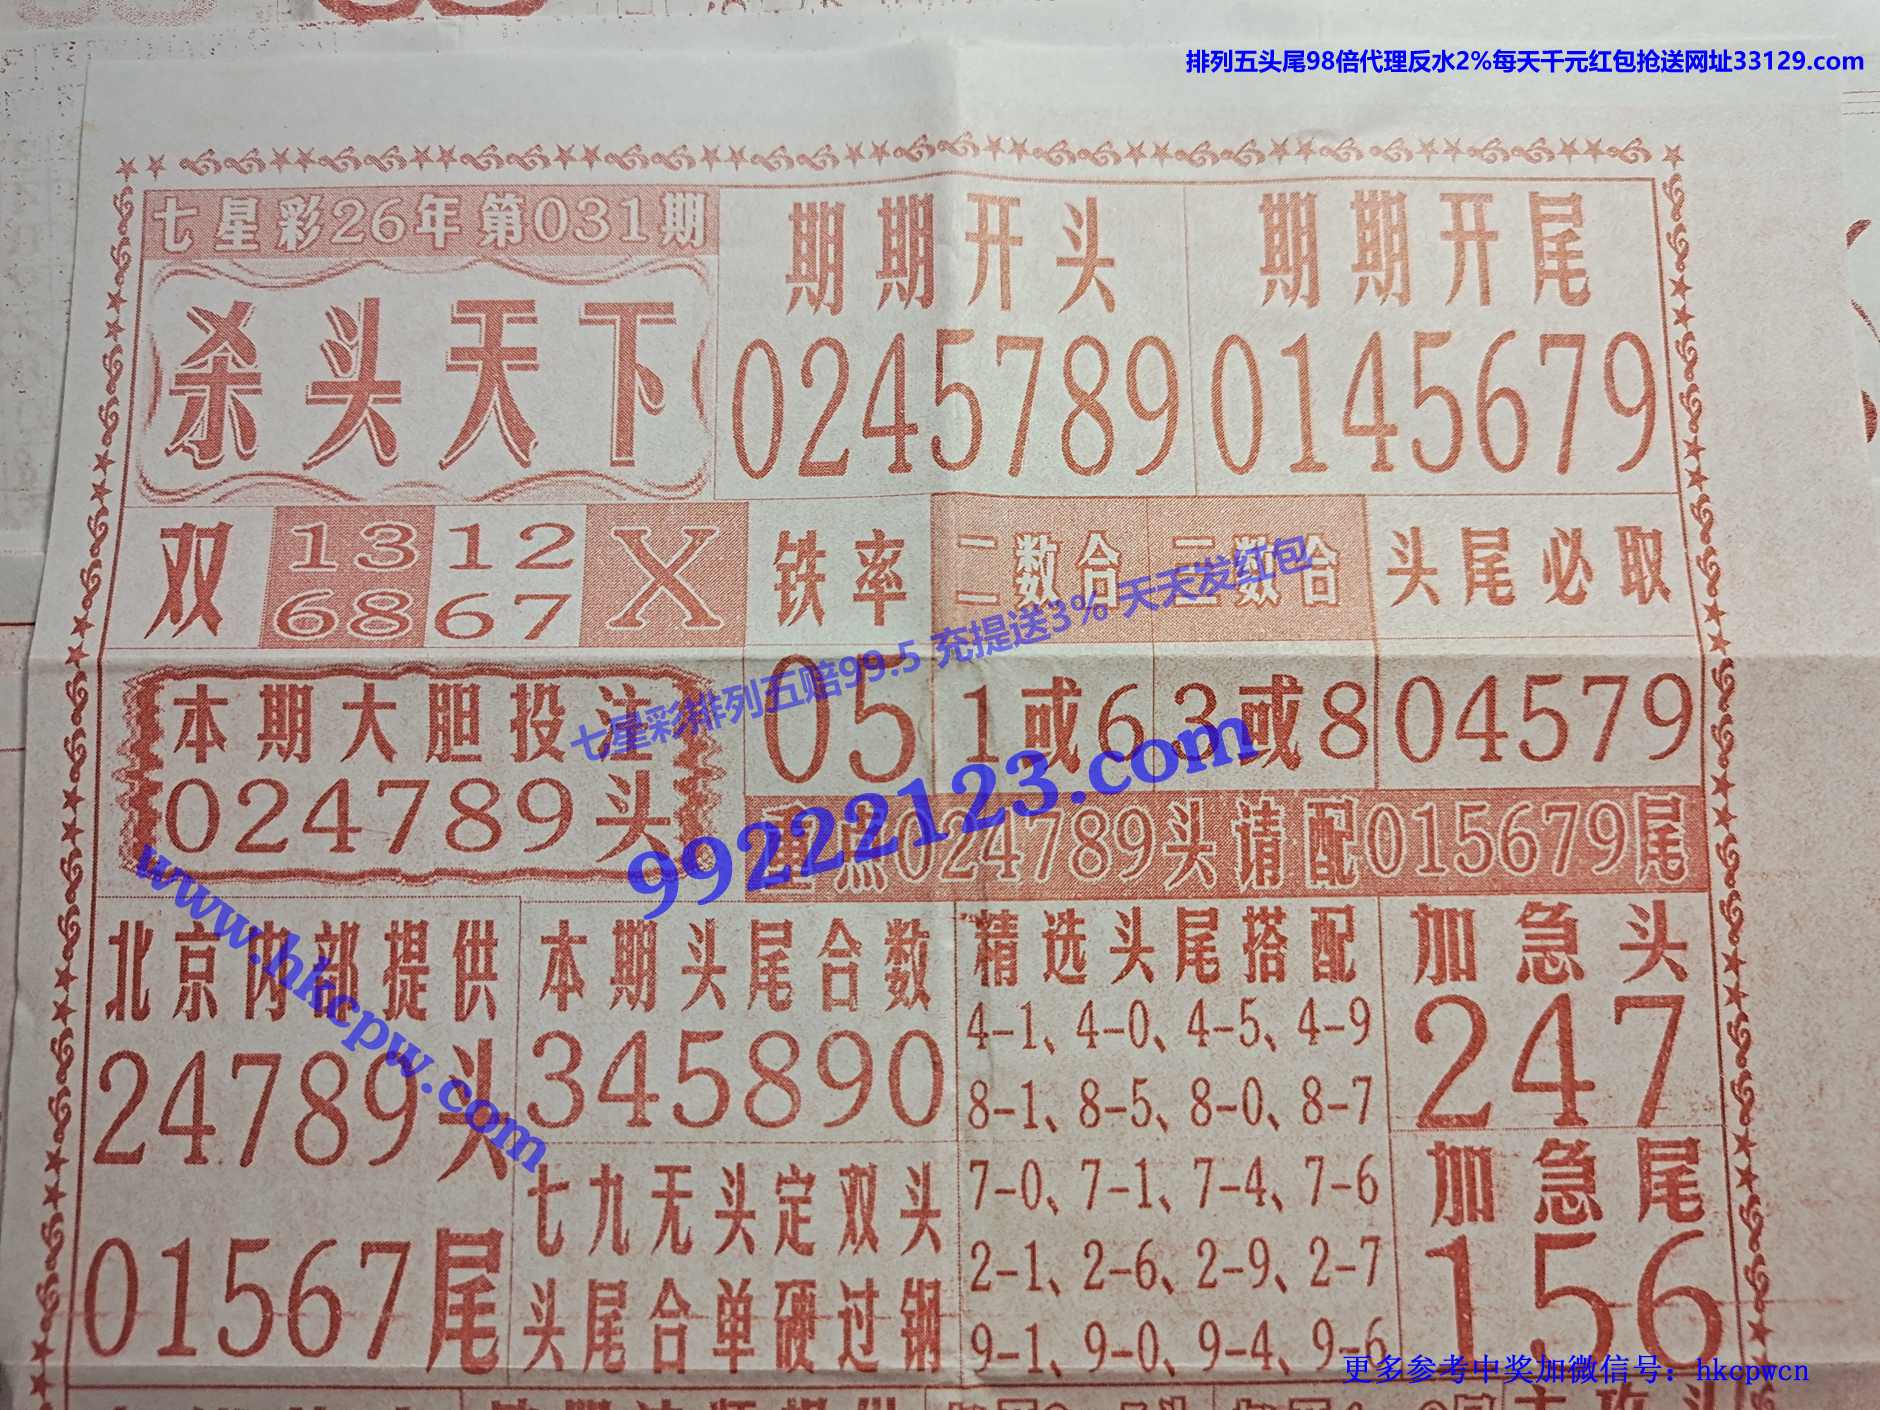 排列五头尾98倍代理反水2%每天千元红包抢送网址33129.com
七星彩26年第031期
杀头天下
期期开头
0245789
期期开尾
0145679
双
13
68
12
67
X
铁率
05
二数合
1或6
三数合
3或8
头尾必取
04579
七星彩排列五赔99.5 充提送3% 天天发红包
99222123.com
本期大胆投注
024789头
重点024789头请配015679尾
www.hkcpw.com
北京内部提供
24789头
01567尾
本期头尾合数
345890
七九无头定双头
头尾合单硬过钢
精选头尾搭配
4-1、4-0、4-5、4-9
8-1、8-5、8-0、8-7
7-0、7-1、7-4、7-6
2-1、2-6、2-9、2-7
9-1、9-0、9-4、9-6
加急头
247
加急尾
156
更多参考中奖加微信号：hkcpwcn